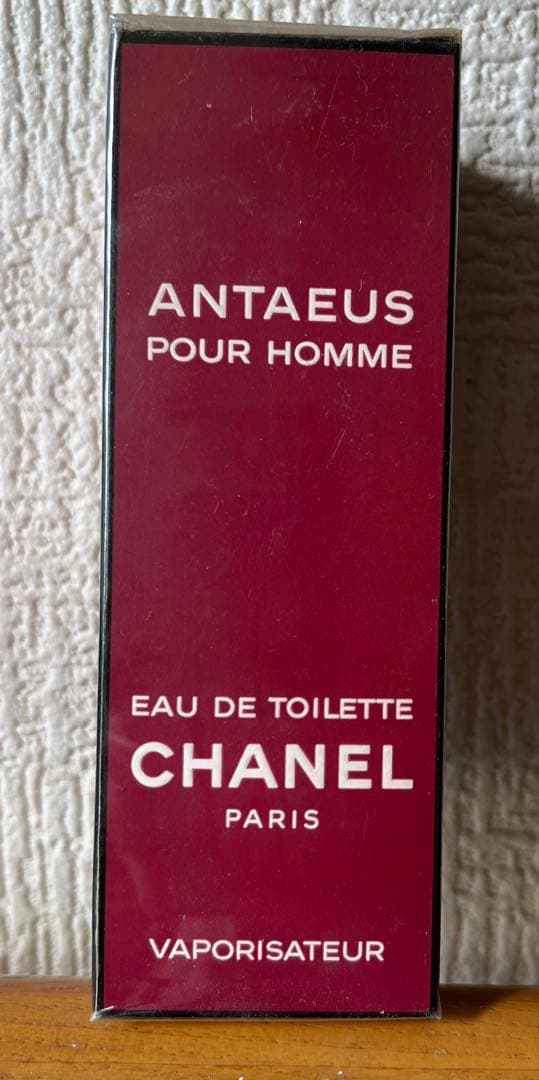 ANTAEUS
POUR HOMME
EAU DE TOILETTE
CHANEL
PARIS
VAPORISATEUR